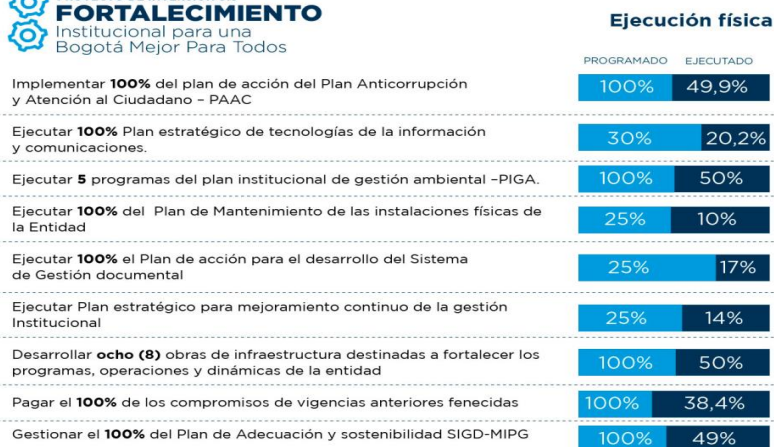 FORTALECIMIENTO
Institucional para una
Bogotá Mejor Para Todos
Ejecución física
PROGRAMADO EJECUTADO
Implementar 100% del plan de acción del Plan Anticorrupción
y Atención al Ciudadano – PAAC
100% 49,9%
Ejecutar 100% Plan estratégico de tecnologías de la información
y comunicaciones.
30% 20,2%
Ejecutar 5 programas del plan institucional de gestión ambiental –PIGA.
100% 50%
Ejecutar 100% del Plan de Mantenimiento de las instalaciones físicas de
la Entidad
25% 10%
Ejecutar 100% el Plan de acción para el desarrollo del Sistema
de Gestión documental
25% 17%
Ejecutar Plan estratégico para mejoramiento continuo de la gestión
Institucional
25% 14%
Desarrollar ocho (8) obras de infraestructura destinadas a fortalecer los
programas, operaciones y dinámicas de la entidad
100% 50%
Pagar el 100% de los compromisos de vigencias anteriores fenecidas
100% 38,4%
Gestionar el 100% del Plan de Adecuación y sostenibilidad SIGD-MIPG
100% 49%